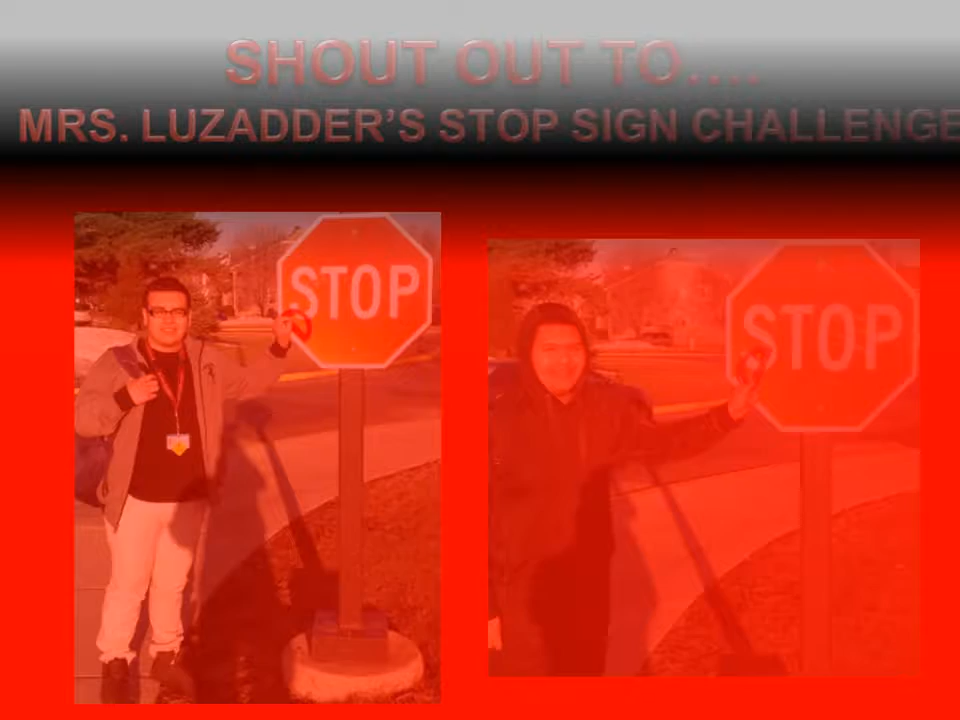 SHOUT OUT TO....
MRS. LUZADDER'S STOP SIGN CHALLENGE
STOP
STOP